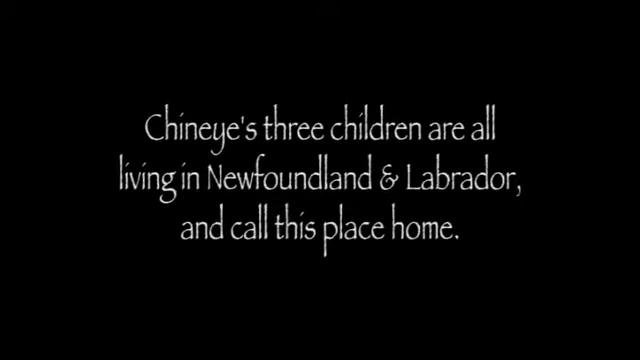 Chineye's three children are all
living in Newfoundland & Labrador,
and call this place home.